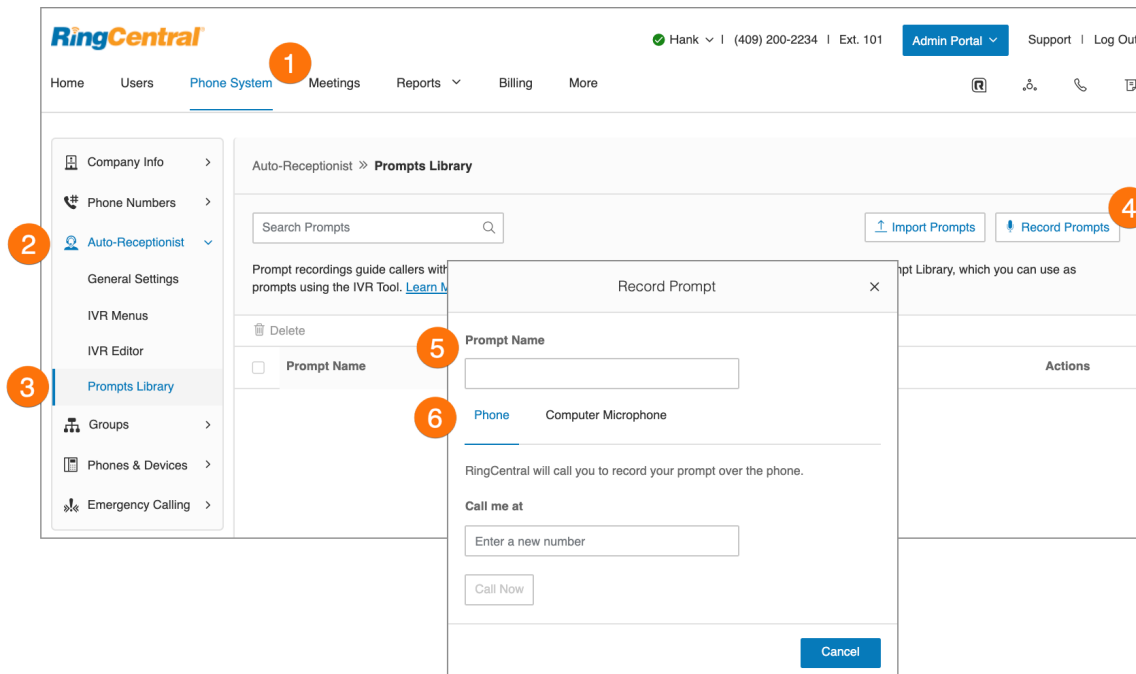 RingCentral
Hank | (409) 200-2234 | Ext. 101 Admin Portal Support | Log Out
1
Home Users Phone System Meetings Reports Billing More
Company Info
Auto-Receptionist » Prompts Library
Phone Numbers
4
2
Auto-Receptionist
Search Prompts
Import Prompts
Record Prompts
General Settings
Prompt recordings guide callers with
mpt Library, which you can use as
prompts using the IVR Tool. Learn M
Record Prompt
IVR Menus
Delete
5
Prompt Name
IVR Editor
Prompt Name
Actions
3
Prompts Library
6
Phone Computer Microphone
Groups
Phones & Devices
RingCentral will call you to record your prompt over the phone.
Emergency Calling
Call me at
Enter a new number
Call Now
Cancel